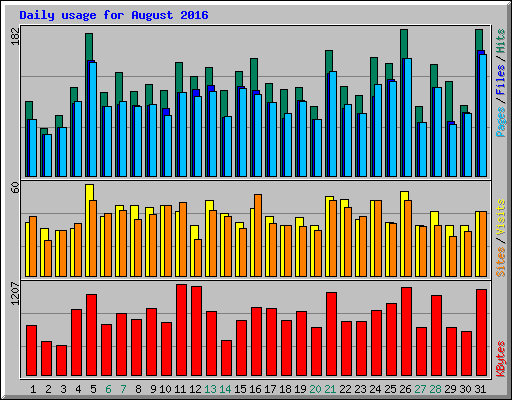 Daily usage for August 2016
182
Pages / Files / Hits
60
Sites / Visits
1207
KBytes
1 2 3 4 5 6 7 8 9 10 11 12 13 14 15 16 17 18 19 20 21 22 23 24 25 26 27 28 29 30 31